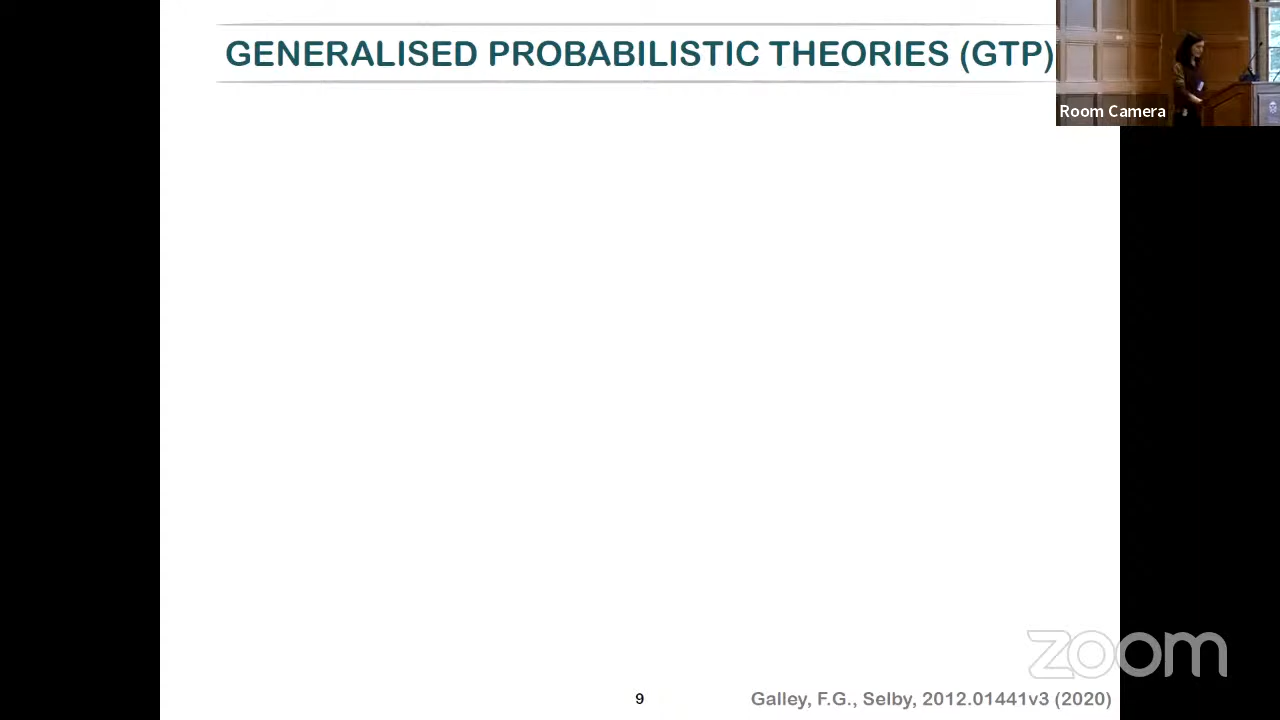 GENERALISED PROBABILISTIC THEORIES (GTP)
Room Camera
zoom
9
Galley, F.G., Selby, 2012.01441v3 (2020)